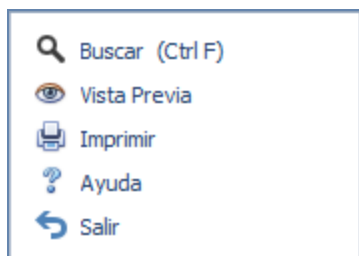 Buscar (Ctrl F)
Vista Previa
Imprimir
Ayuda
Salir